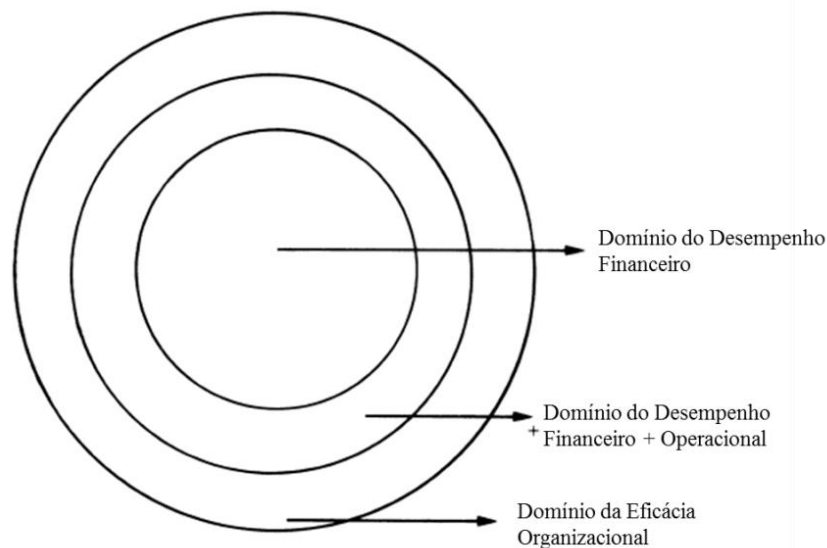 Domínio do Desempenho
Financeiro
Domínio do Desempenho
+ Financeiro + Operacional
Domínio da Eficácia
Organizacional